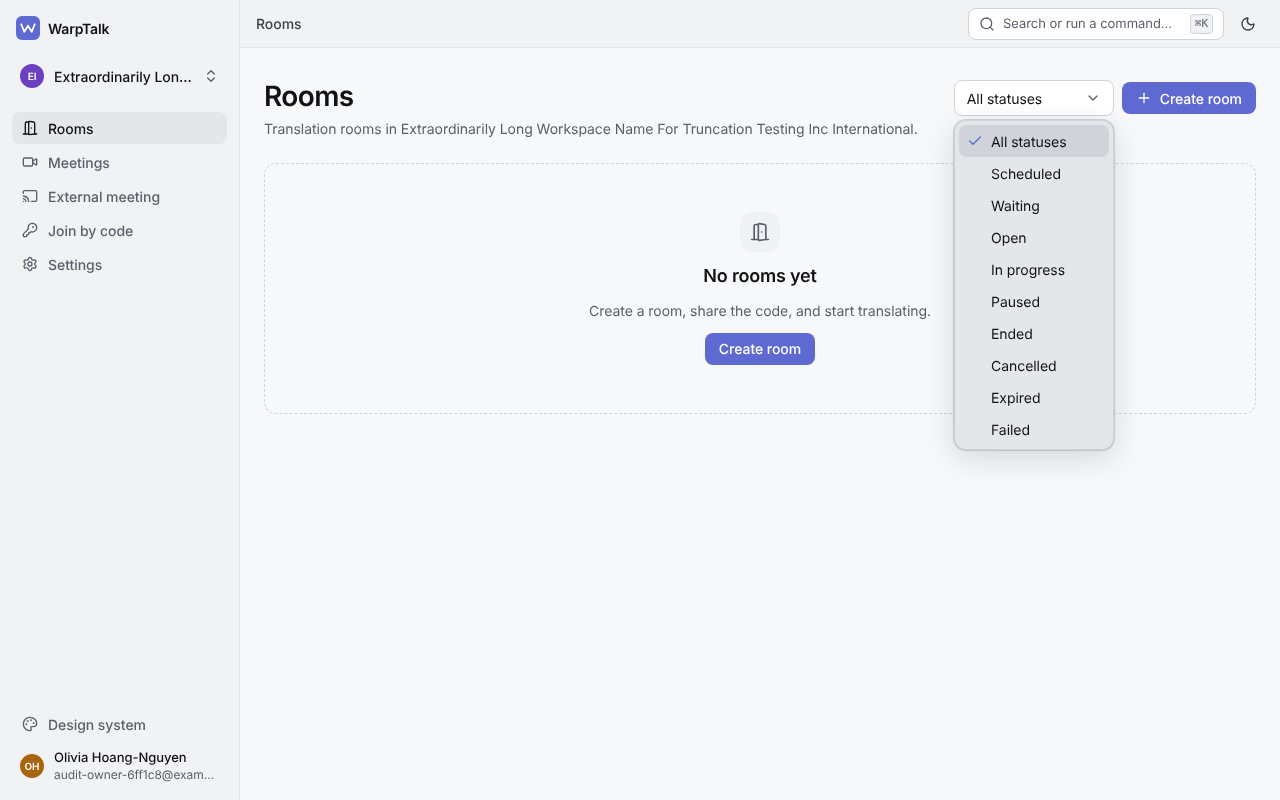 WarpTalk
EI
Extraordinarily Lon...
Rooms
Meetings
External meeting
Join by code
Settings
Design system
OH
Olivia Hoang-Nguyen
audit-owner-6ff1c8@exam...
Rooms
Search or run a command...
⌘K
Rooms
Translation rooms in Extraordinarily Long Workspace Name For Truncation Testing Inc International.
All statuses
Create room
All statuses
Scheduled
Waiting
Open
In progress
Paused
Ended
Cancelled
Expired
Failed
No rooms yet
Create a room, share the code, and start translating.
Create room